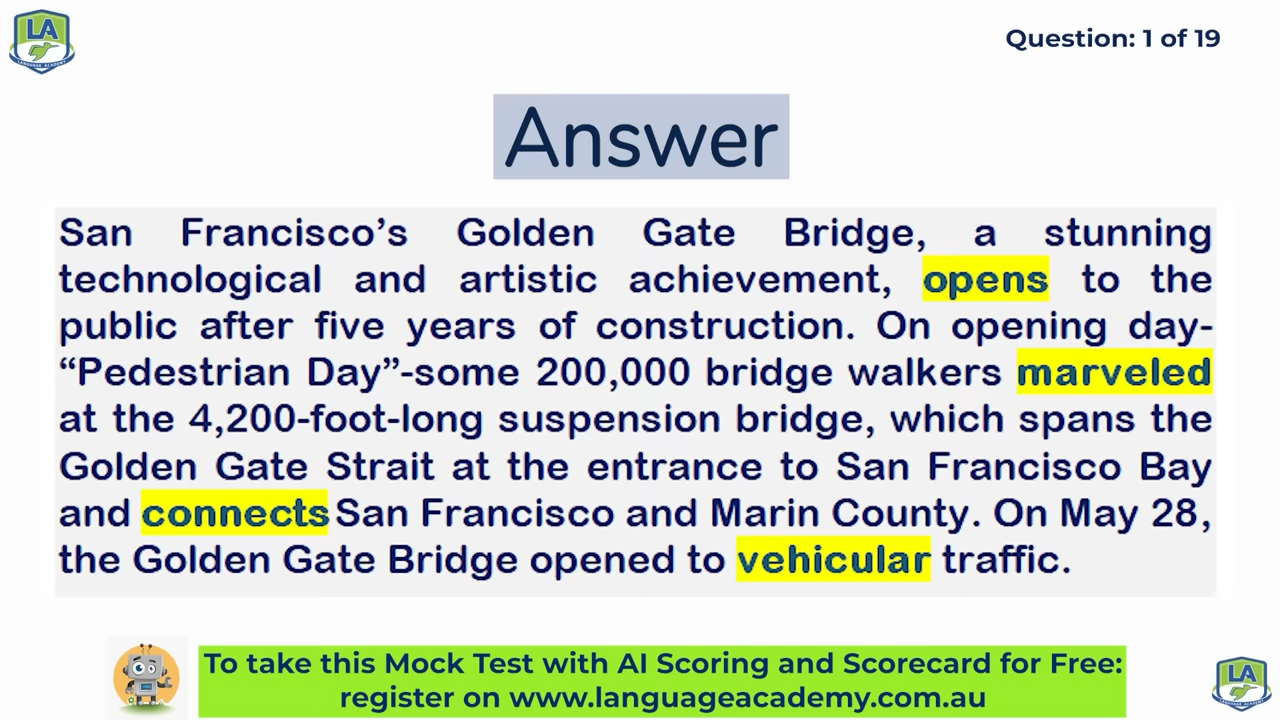 LA
LANGUAGE ACADEMY
Question: 1 of 19
Answer
San Francisco’s Golden Gate Bridge, a stunning
technological and artistic achievement, opens to the
public after five years of construction. On opening day-
“Pedestrian Day”-some 200,000 bridge walkers marveled
at the 4,200-foot-long suspension bridge, which spans the
Golden Gate Strait at the entrance to San Francisco Bay
and connects San Francisco and Marin County. On May 28,
the Golden Gate Bridge opened to vehicular traffic.
To take this Mock Test with AI Scoring and Scorecard for Free:
register on www.languageacademy.com.au
LA
LANGUAGE ACADEMY